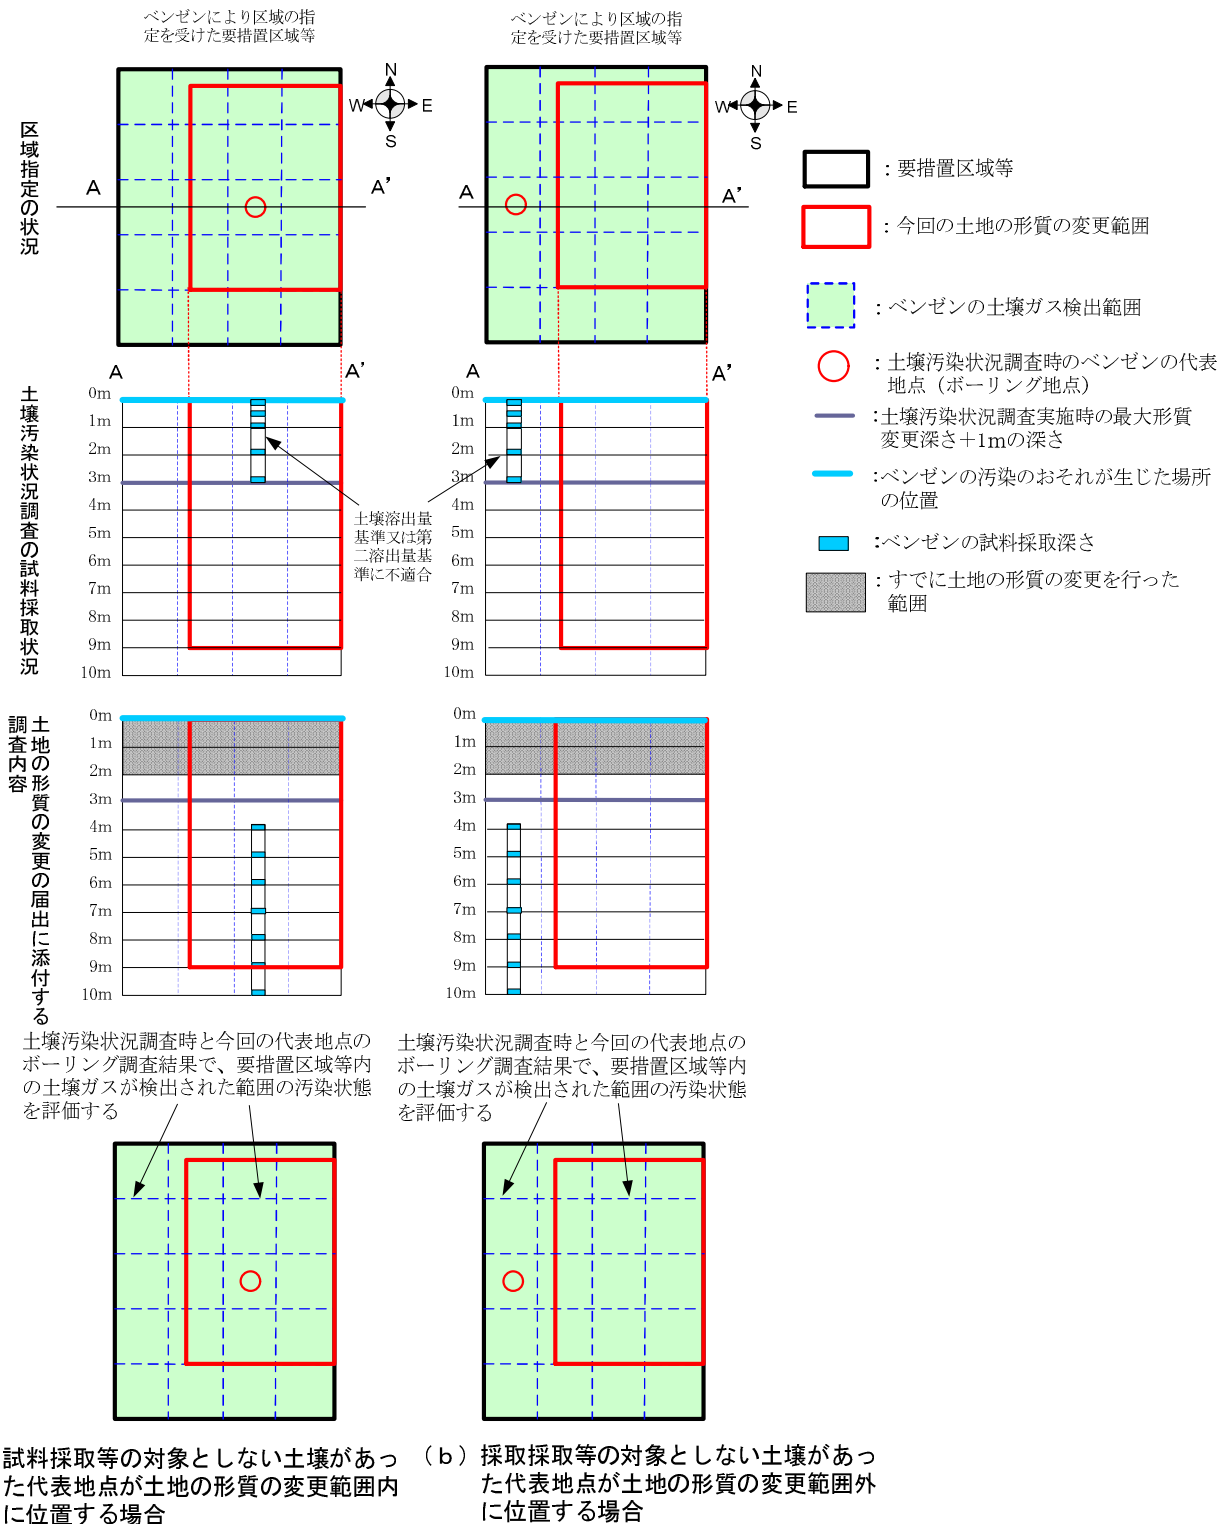 ベンゼンにより区域の指
定を受けた要措置区域等
ベンゼンにより区域の指
定を受けた要措置区域等
区域指定の状況
N
W
E
S
A
A’
N
W
E
S
A
A’
：要措置区域等
：今回の土地の形質の変更範囲
：ベンゼンの土壌ガス検出範囲
：土壌汚染状況調査時のベンゼンの代表
地点（ボーリング地点）
：土壌汚染状況調査実施時の最大形質
変更深さ＋1mの深さ
：ベンゼンの汚染のおそれが生じた場所
の位置
：ベンゼンの試料採取深さ
：すでに土地の形質の変更を行った
範囲
土壌汚染状況調査の試料採取状況
A
A’
0m
1m
2m
3m
4m
5m
6m
7m
8m
9m
10m
土壌溶出量
基準又は第
二溶出量基
準に不適合
A
A’
0m
1m
2m
3m
4m
5m
6m
7m
8m
9m
10m
土地の形質の変更の届出に添付する
調査内容
0m
1m
2m
3m
4m
5m
6m
7m
8m
9m
10m
0m
1m
2m
3m
4m
5m
6m
7m
8m
9m
10m
土壌汚染状況調査時と今回の代表地点の
ボーリング調査結果で、要措置区域等内
の土壌ガスが検出された範囲の汚染状態
を評価する
土壌汚染状況調査時と今回の代表地点の
ボーリング調査結果で、要措置区域等内
の土壌ガスが検出された範囲の汚染状態
を評価する
試料採取等の対象としない土壌があっ
た代表地点が土地の形質の変更範囲内
に位置する場合
（ｂ）採取採取等の対象としない土壌があっ
た代表地点が土地の形質の変更範囲外
に位置する場合